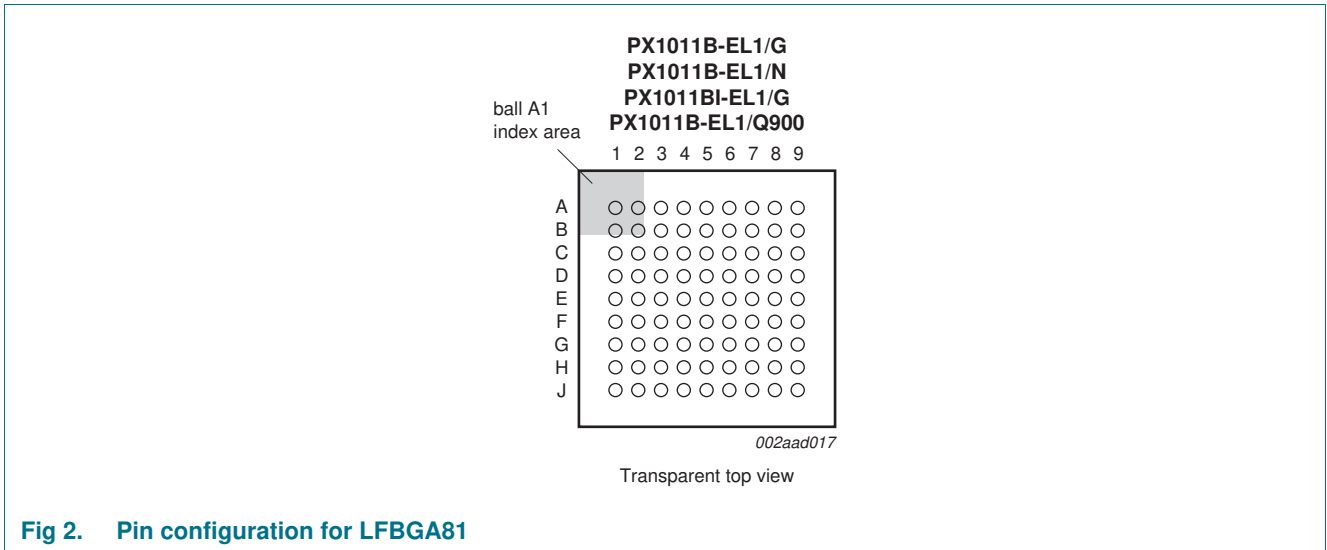 PX1011B-EL1/G
PX1011B-EL1/N
PX1011BI-EL1/G
PX1011B-EL1/Q900
ball A1
index area
1 2 3 4 5 6 7 8 9
A
B
C
D
E
F
G
H
J
002aad017
Transparent top view
Fig 2. Pin configuration for LFBGA81